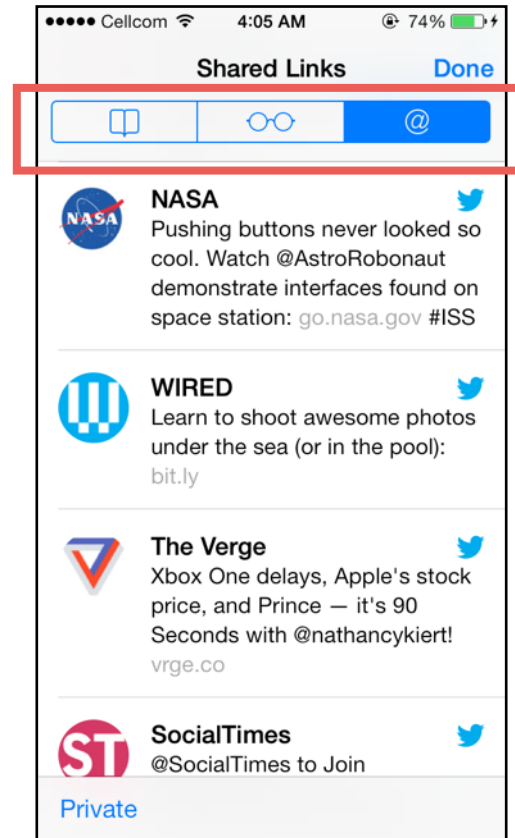 Cellcom 4:05 AM 74%
Shared Links Done
@
NASA
NASA
Pushing buttons never looked so
cool. Watch @AstroRobonaut
demonstrate interfaces found on
space station: go.nasa.gov #ISS
WIRED
Learn to shoot awesome photos
under the sea (or in the pool):
bit.ly
The Verge
Xbox One delays, Apple's stock
price, and Prince — it's 90
Seconds with @nathancykiert!
vrge.co
ST
SocialTimes
@SocialTimes to Join
Private